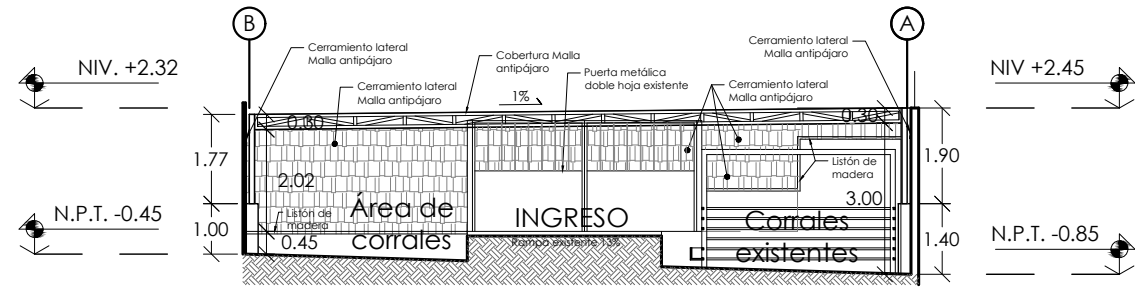 B
A
Cerramiento lateral
Malla antipájaro
Cobertura Malla
antipájaro
Cerramiento lateral
Malla antipájaro
NIV. +2.32
NIV +2.45
Cerramiento lateral
Malla antipájaro
Puerta metálica
doble hoja existente
Cerramiento lateral
Malla antipájaro
1%
0.30
0.30
1.77
1.90
Listón de
madera
2.02
3.00
N.P.T. -0.45
N.P.T. -0.85
1.00
1.40
Listón de
madera
0.45
Área de
corrales
INGRESO
Rampa existente 13%
Corrales
existentes